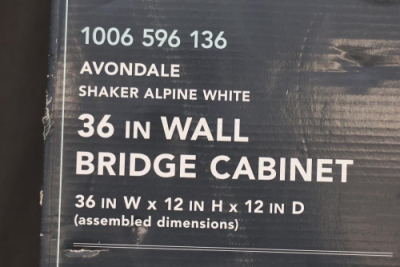 1006 596 136
AVONDALE
SHAKER ALPINE WHITE
36 IN WALL
BRIDGE CABINET
36 IN W x 12 IN H x 12 IN D
(assembled dimensions)